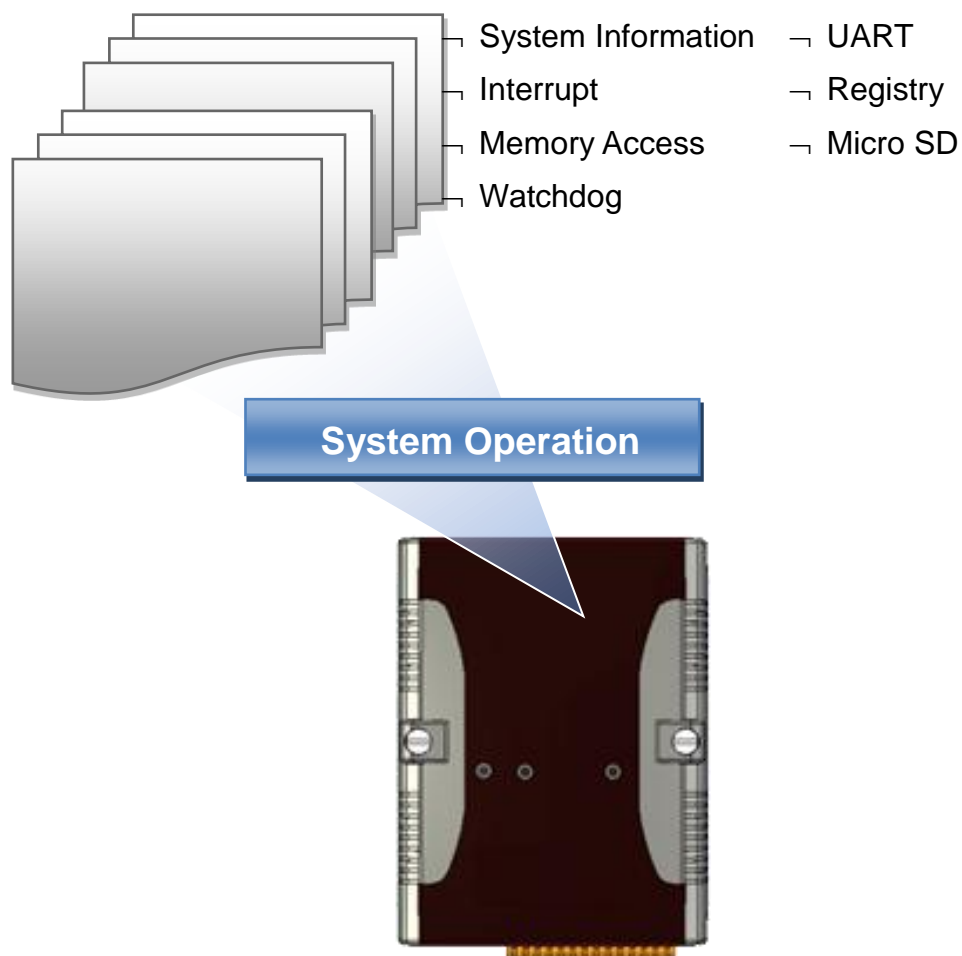 ¬ System Information
¬ Interrupt
¬ Memory Access
¬ Watchdog
¬ UART
¬ Registry
¬ Micro SD
System Operation